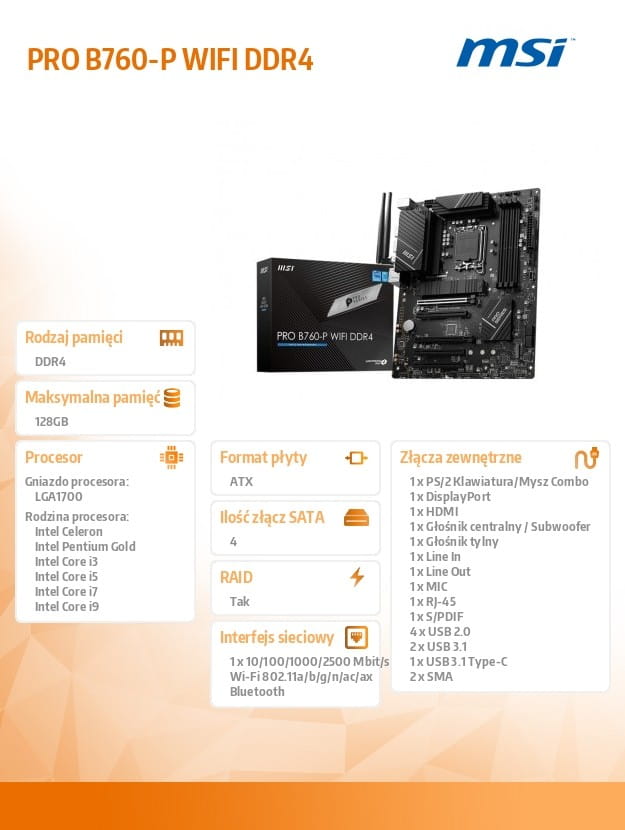 PRO B760-P WIFI DDR4
msi
msi
PRO B760-P WIFI DDR4
msi
Rodzaj pamięci
DDR4
Maksymalna pamięć
128GB
Procesor
Gniazdo procesora:
LGA1700
Rodzina procesora:
Intel Celeron
Intel Pentium Gold
Intel Core i3
Intel Core i5
Intel Core i7
Intel Core i9
Format płyty
ATX
Ilość złącz SATA
4
RAID
Tak
Interfejs sieciowy
1 x 10/100/1000/2500 Mbit/s
Wi-Fi 802.11a/b/g/n/ac/ax
Bluetooth
Złącza zewnętrzne
1 x PS/2 Klawiatura/Mysz Combo
1 x DisplayPort
1 x HDMI
1 x Głośnik centralny / Subwoofer
1 x Głośnik tylny
1 x Line In
1 x Line Out
1 x MIC
1 x RJ-45
1 x S/PDIF
4 x USB 2.0
2 x USB 3.1
1 x USB 3.1 Type-C
2 x SMA